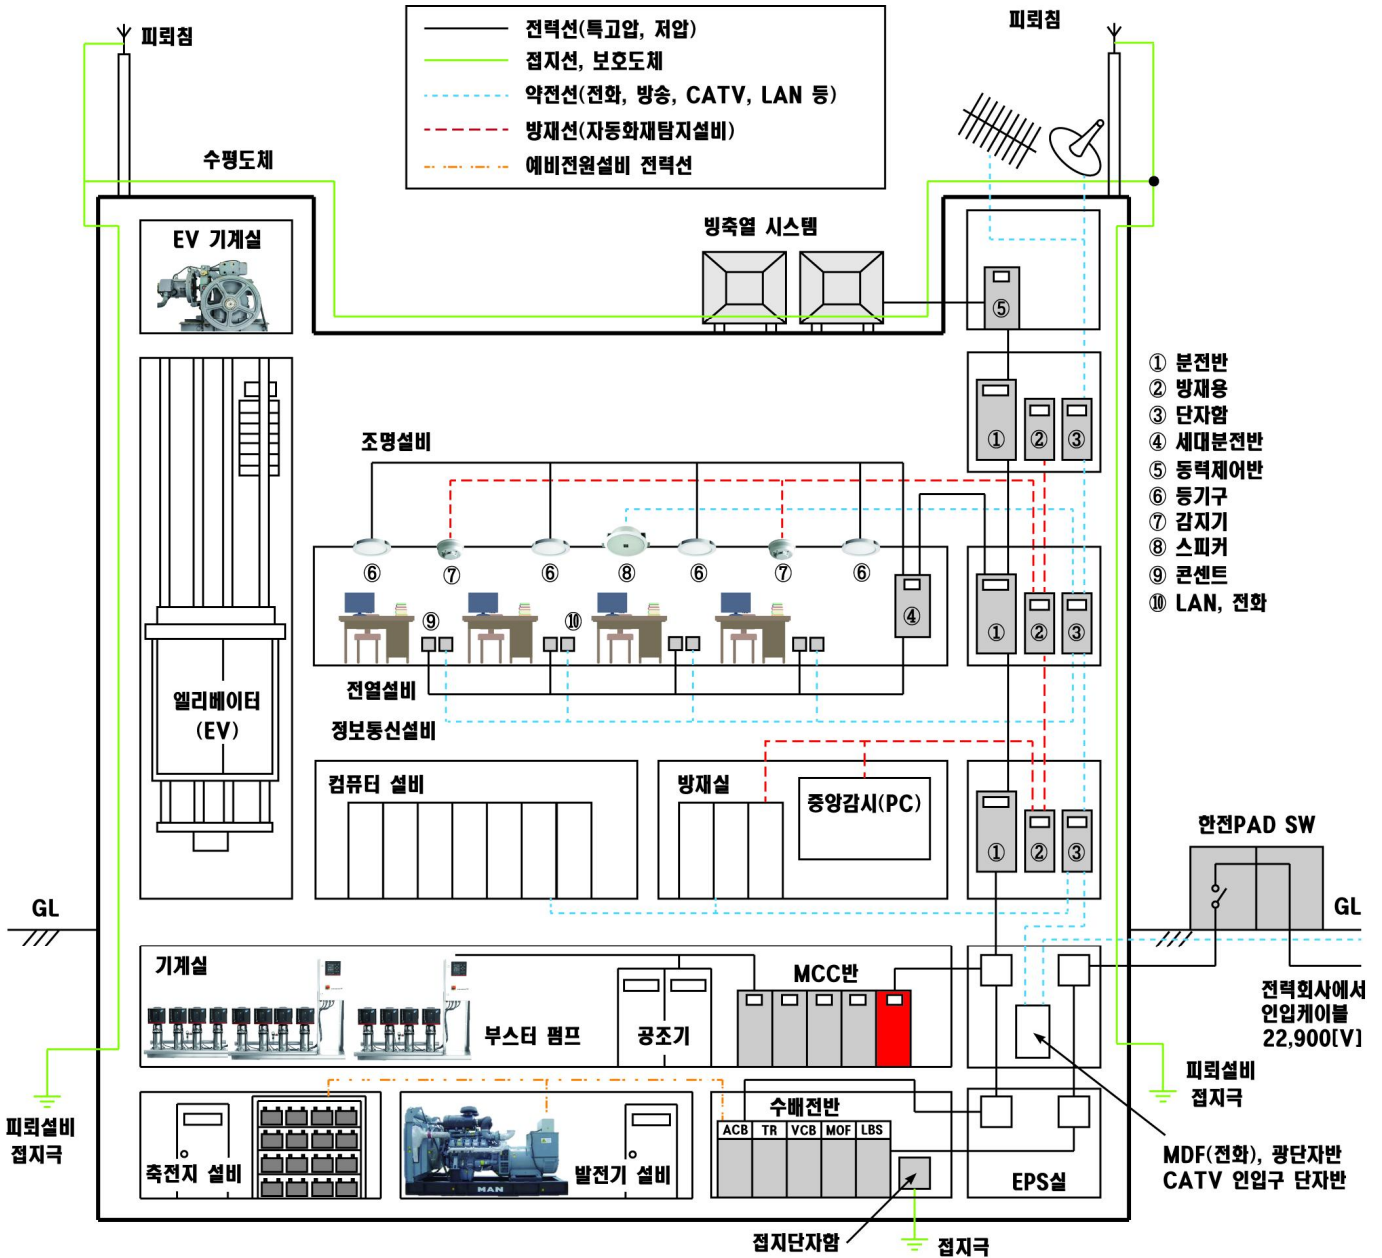 피뢰침
전력선(특고압, 저압)
접지선, 보호도체
약전선(전화, 방송, CATV, LAN 등)
방재선(자동화재탐지설비)
예비전원설비 전력선
피뢰침
수평도체
EV 기계실
빙축열 시스템
⑤
① 분전반
② 방재용
③ 단자함
④ 세대분전반
⑤ 동력제어반
⑥ 등기구
⑦ 감지기
⑧ 스피커
⑨ 콘센트
⑩ LAN, 전화
① ② ③
조명설비
⑥ ⑦ ⑥ ⑧ ⑥ ⑦ ⑥
④
① ② ③
⑨ ⑩
전열설비
정보통신설비
엘리베이터
(EV)
컴퓨터 설비
방재실
중앙감시(PC)
① ② ③
한전PAD SW
GL
GL
기계실
부스터 펌프
공조기
MCC반
전력회사에서
인입케이블
22,900[V]
피뢰설비
접지극
피뢰설비
접지극
축전지 설비
MAN
발전기 설비
수배전반
ACB TR VCB MOF LBS
EPS실
MDF(전화), 광단자반
CATV 인입구 단자반
접지단자함
접지극